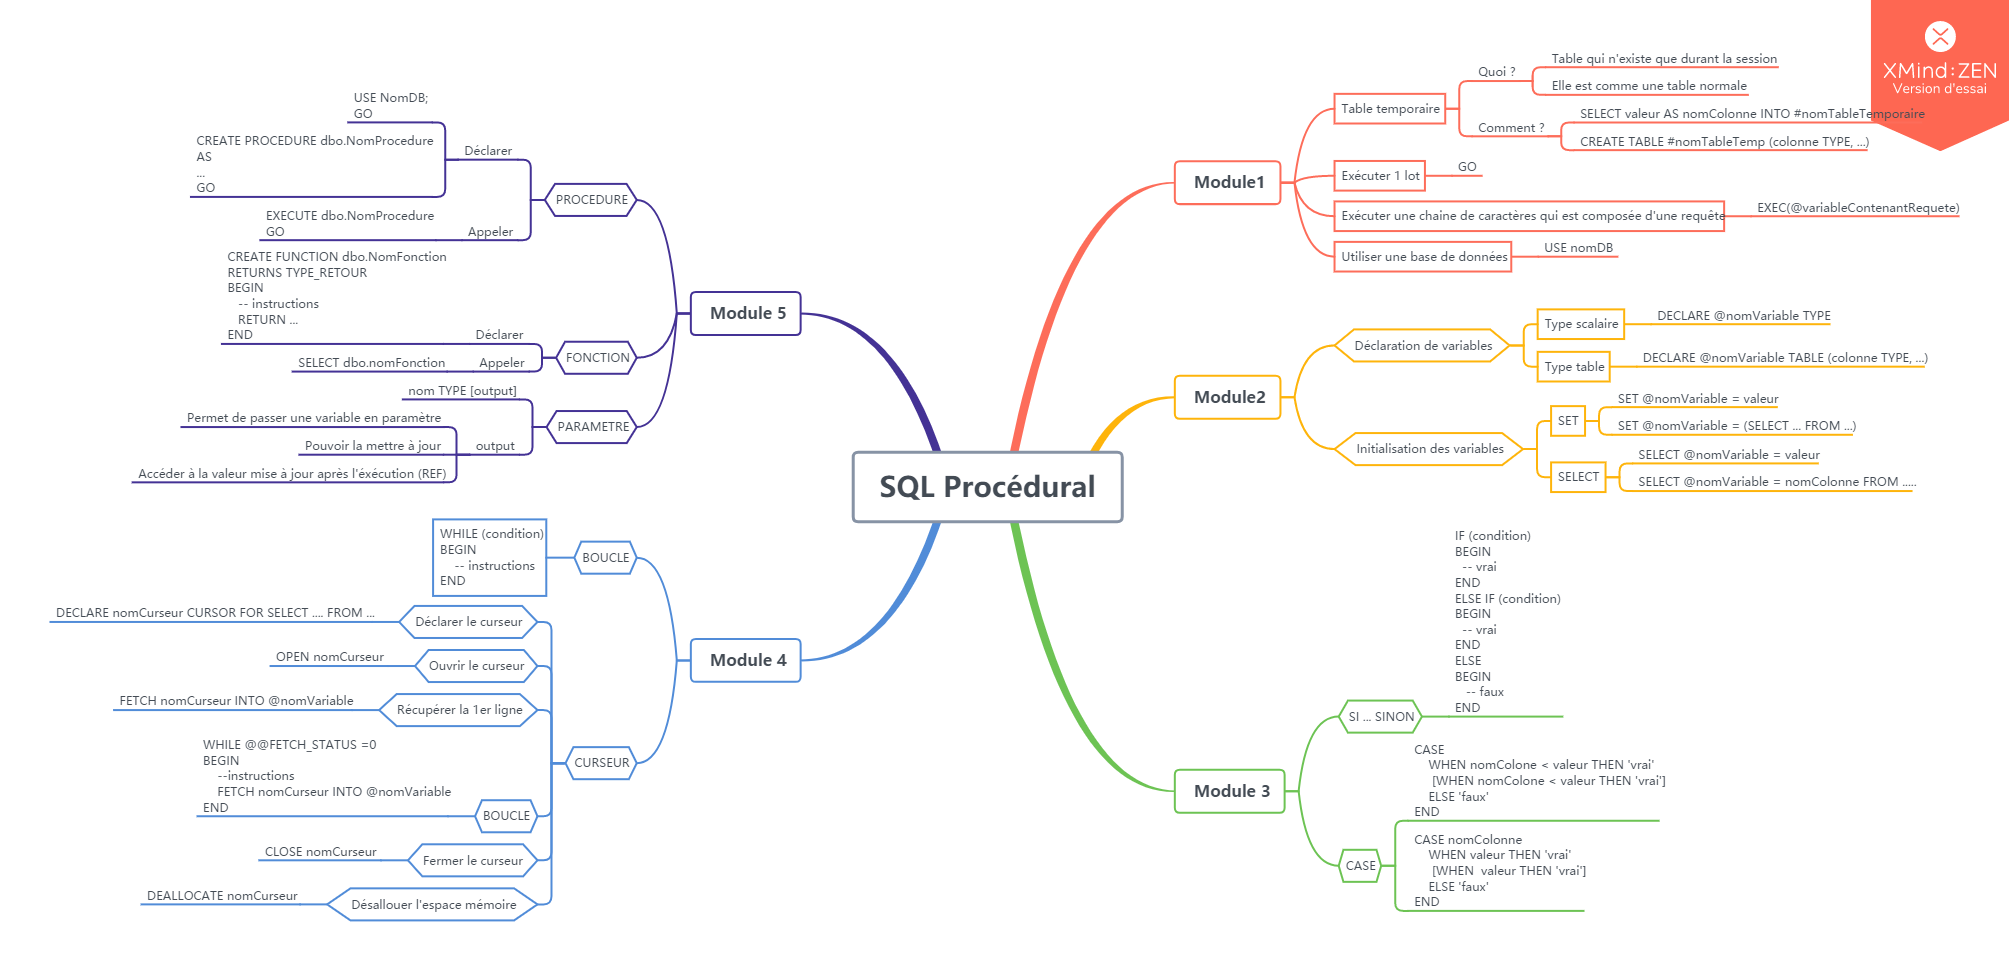 SQL Procédural
XMind:ZEN
Version d'essai
Module1
Table temporaire
Quoi ?
Table qui n'existe que durant la session
Elle est comme une table normale
Comment ?
SELECT valeur AS nomColonne INTO #nomTableTemporaire
CREATE TABLE #nomTableTemp (colonne TYPE, ...)
Exécuter 1 lot
GO
Exécuter une chaine de caractères qui est composée d'une requête
EXEC(@variableContenantRequete)
Utiliser une base de données
USE nomDB
Module2
Déclaration de variables
Type scalaire
DECLARE @nomVariable TYPE
Type table
DECLARE @nomVariable TABLE (colonne TYPE, ...)
Initialisation des variables
SET
SET @nomVariable = valeur
SET @nomVariable = (SELECT ... FROM ...)
SELECT
SELECT @nomVariable = valeur
SELECT @nomVariable = nomColonne FROM .....
Module 3
SI ... SINON
IF (condition)
BEGIN
-- vrai
END
ELSE IF (condition)
BEGIN
-- vrai
END
ELSE
BEGIN
-- faux
END
CASE
CASE
WHEN nomColone < valeur THEN 'vrai'
[WHEN nomColone < valeur THEN 'vrai']
ELSE 'faux'
END
CASE nomColonne
WHEN valeur THEN 'vrai'
[WHEN  valeur THEN 'vrai']
ELSE 'faux'
END
Module 4
BOUCLE
WHILE (condition)
BEGIN
-- instructions
END
CURSEUR
Déclarer le curseur
DECLARE nomCurseur CURSOR FOR SELECT .... FROM ...
Ouvrir le curseur
OPEN nomCurseur
Récupérer la 1er ligne
FETCH nomCurseur INTO @nomVariable
BOUCLE
WHILE @@FETCH_STATUS =0
BEGIN
--instructions
FETCH nomCurseur INTO @nomVariable
END
Fermer le curseur
CLOSE nomCurseur
Désallouer l'espace mémoire
DEALLOCATE nomCurseur
Module 5
PROCEDURE
Déclarer
USE NomDB;
GO
CREATE PROCEDURE dbo.NomProcedure
AS
...
GO
Appeler
EXECUTE dbo.NomProcedure
GO
FONCTION
Déclarer
CREATE FUNCTION dbo.NomFonction
RETURNS TYPE_RETOUR
BEGIN
-- instructions
RETURN ...
END
Appeler
SELECT dbo.nomFonction
PARAMETRE
nom TYPE [output]
output
Permet de passer une variable en paramètre
Pouvoir la mettre à jour
Accéder à la valeur mise à jour après l'éxécution (REF)